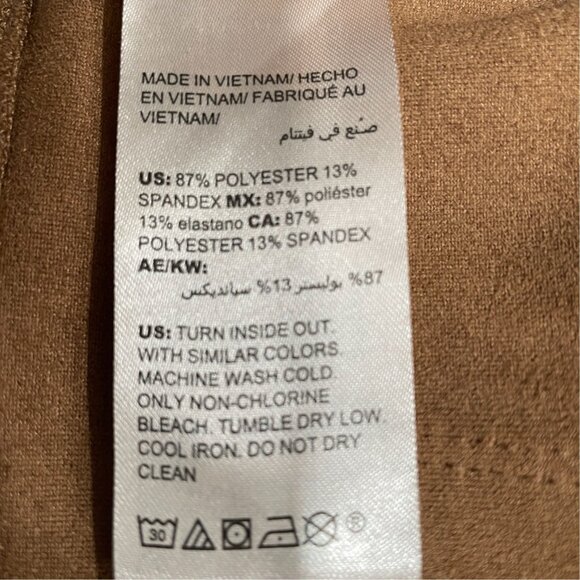 MADE IN VIETNAM/ HECHO
EN VIETNAM/ FABRIQUÉ AU
VIETNAM/
صُنع في فيتنام
US: 87% POLYESTER 13%
SPANDEX MX: 87% poliéster
13% elastano CA: 87%
POLYESTER 13% SPANDEX
AE/KW:
87% بوليستر 13% سباندیکس
US: TURN INSIDE OUT.
WITH SIMILAR COLORS.
MACHINE WASH COLD.
ONLY NON-CHLORINE
BLEACH. TUMBLE DRY LOW.
COOL IRON. DO NOT DRY
CLEAN
30 ®